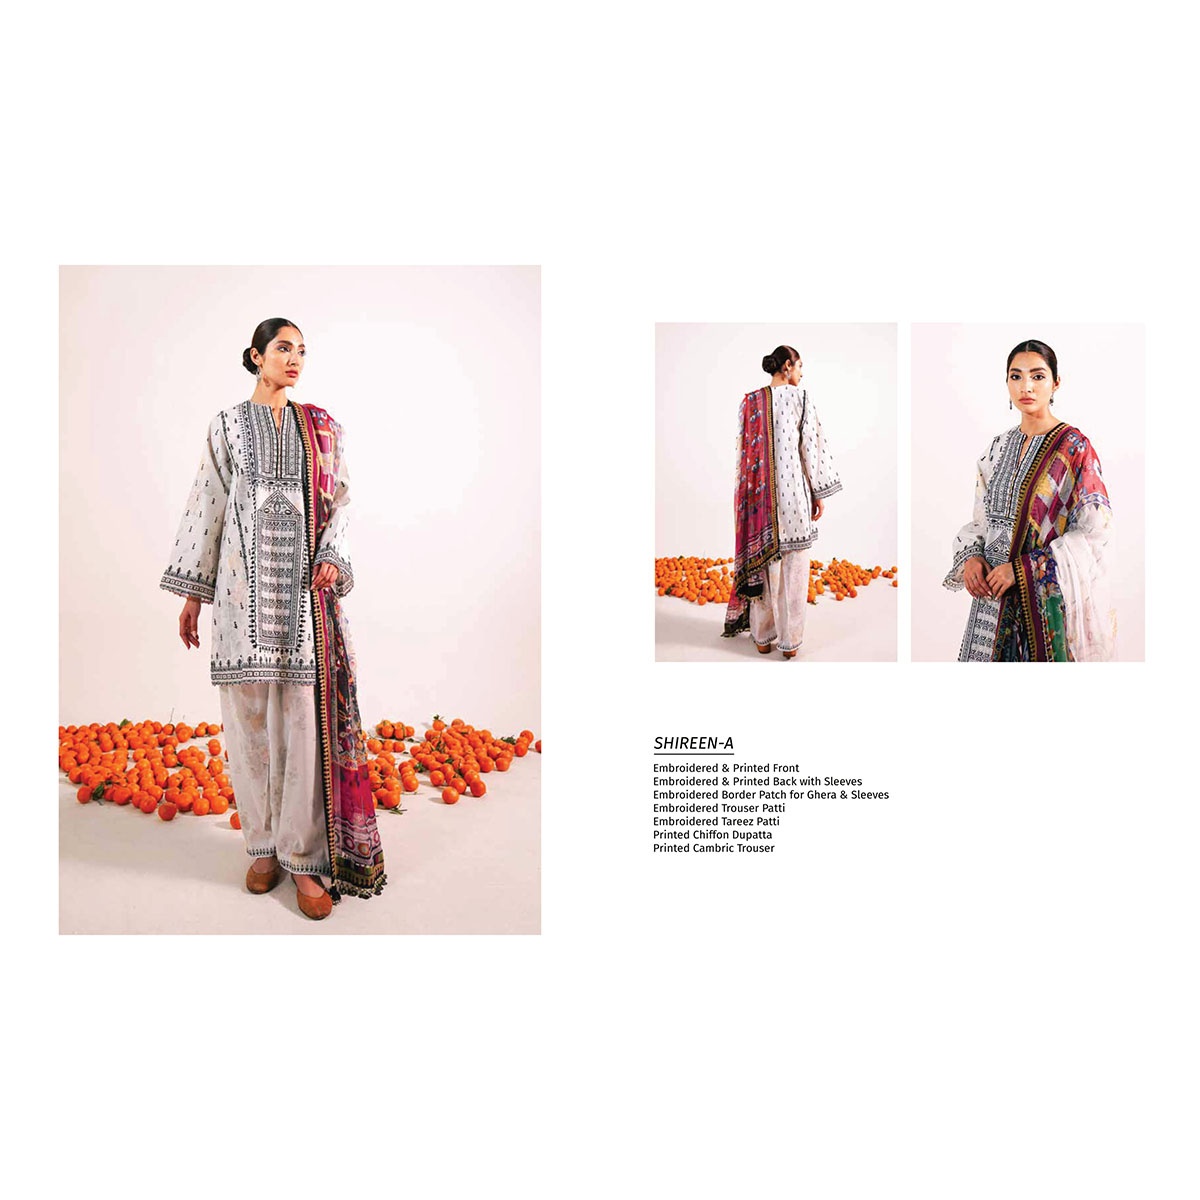 SHIREEN-A
Embroidered & Printed Front
Embroidered & Printed Back with Sleeves
Embroidered Border Patch for Ghera & Sleeves
Embroidered Trouser Patti
Embroidered Tareez Patti
Printed Chiffon Dupatta
Printed Cambric Trouser